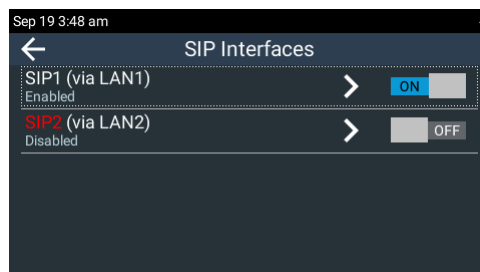 Sep 19 3:48 am
SIP Interfaces
SIP1 (via LAN1)
Enabled
ON
SIP2 (via LAN2)
Disabled
OFF